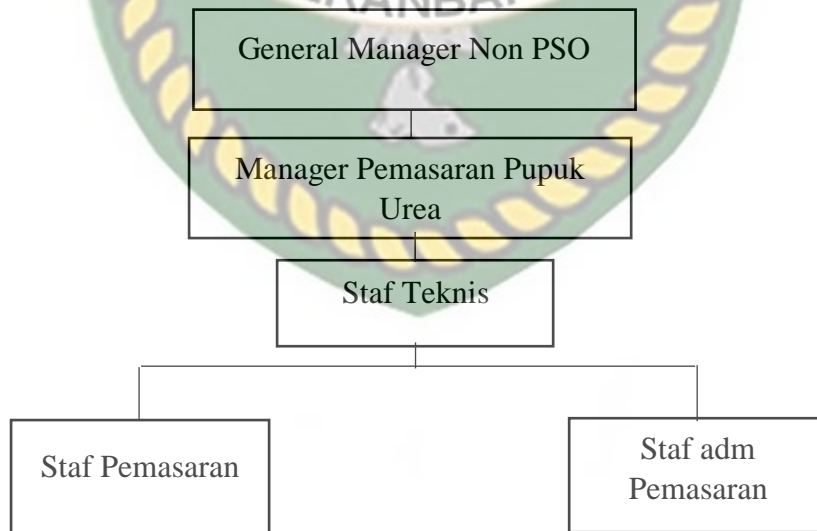 General Manager Non PSO
Manager Pemasaran Pupuk
Urea
Staf Teknis
Staf Pemasaran
Staf adm
Pemasaran